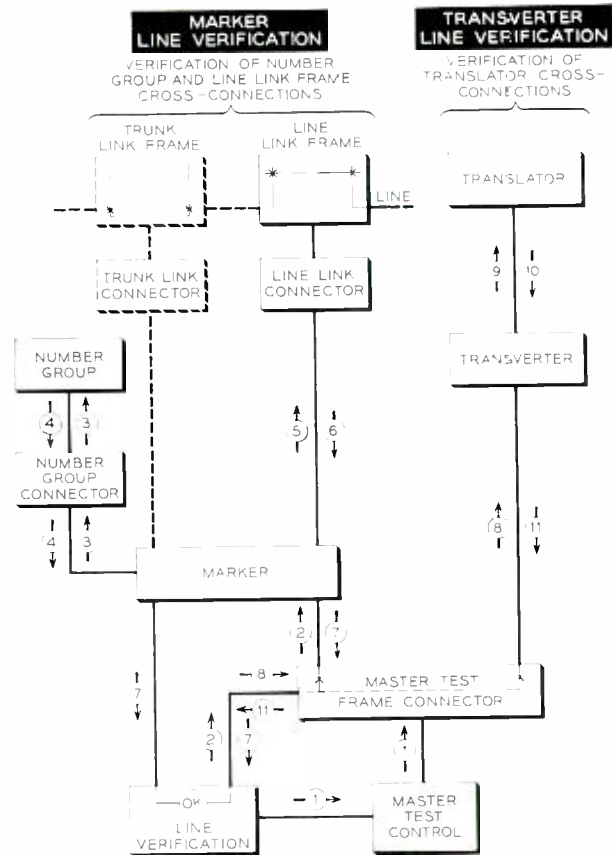 MARKER
LINE VERIFICATION
TRANSVERTER
LINE VERIFICATION
VERIFICATION OF NUMBER
GROUP AND LINE LINK FRAME
CROSS-CONNECTIONS
VERIFICATION OF
TRANSLATOR CROSS-
CONNECTIONS
TRUNK
LINK FRAME
LINE
LINK FRAME
LINE
TRANSLATOR
TRUNK LINK
CONNECTOR
LINE LINK
CONNECTOR
9
10
NUMBER
GROUP
TRANSVERTER
4
3
5
6
NUMBER
GROUP
CONNECTOR
4
3
8
11
MARKER
2
7
7
8
MASTER TEST
FRAME CONNECTOR
11
2
7
1
OK
LINE
VERIFICATION
1
MASTER
TEST
CONTROL